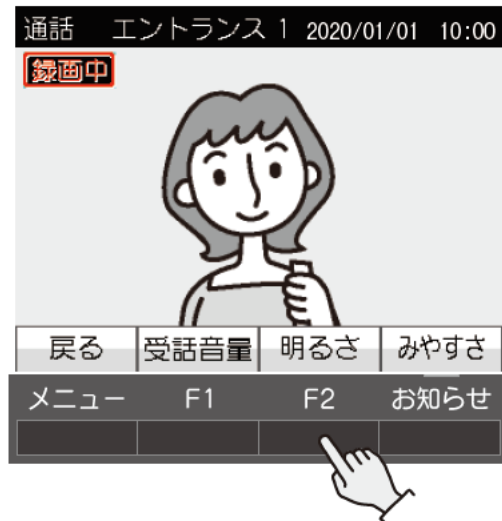 通話 エントランス 1 2020/01/01 10:00
録画中
戻る 受話音量 明るさ みやすさ
メニュー F1 F2 お知らせ